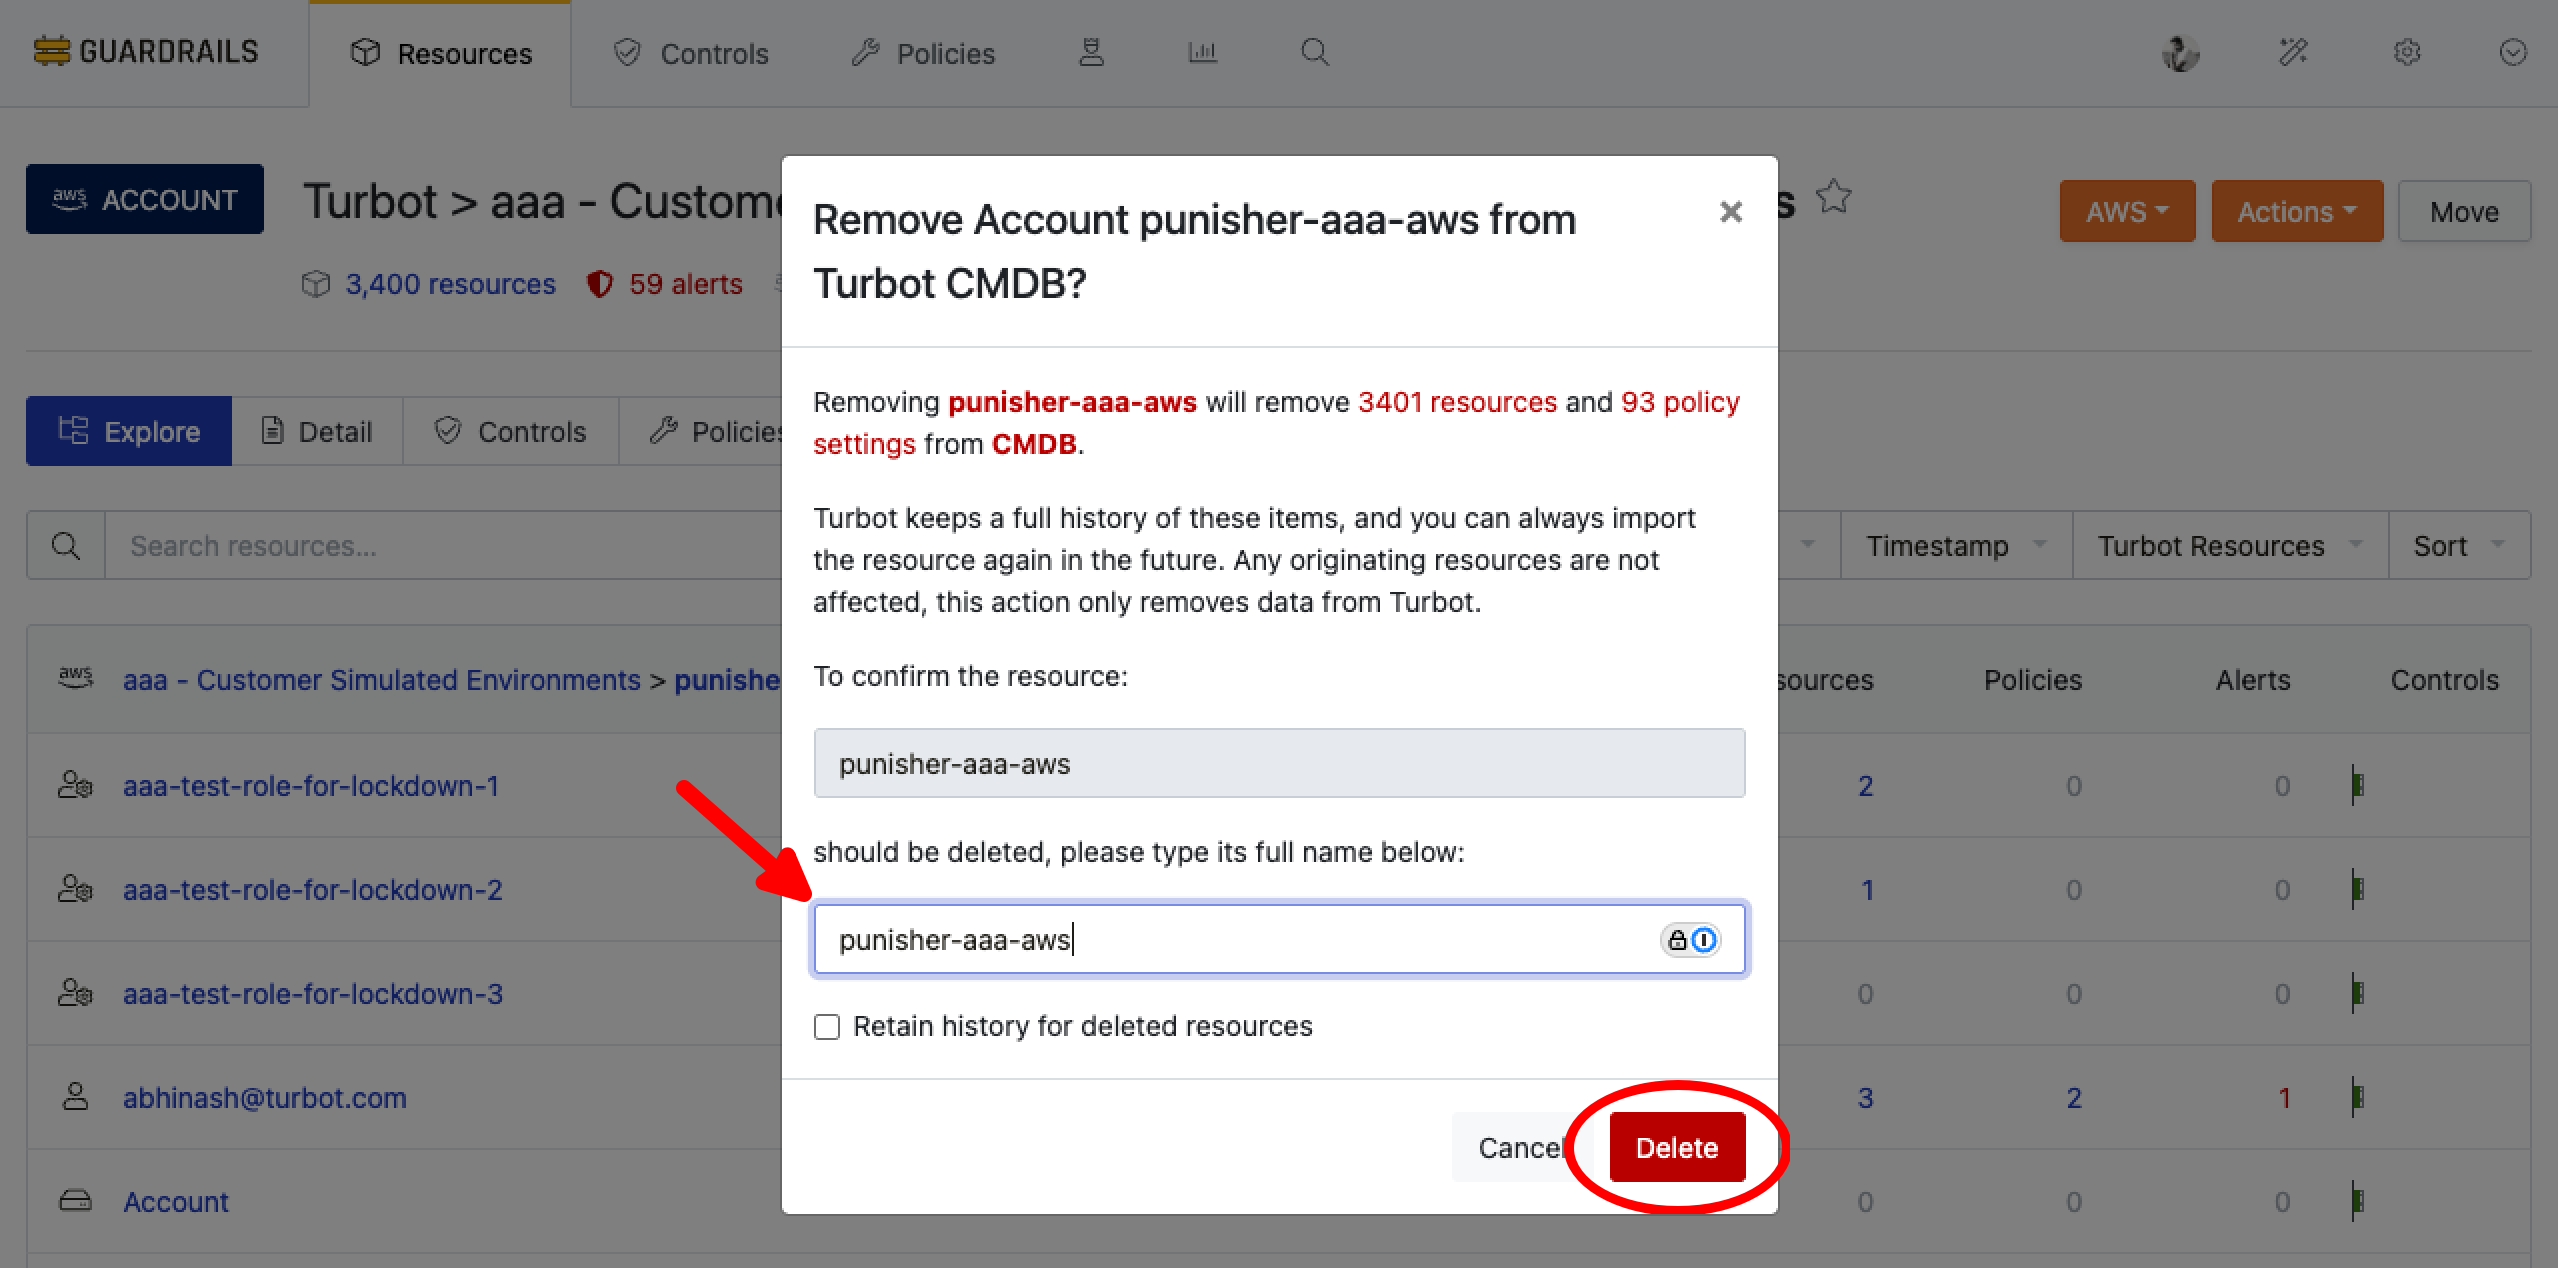 GUARDRAILS
Resources
Controls
Policies
aws ACCOUNT
Turbot > aaa - Custome
s
AWS
Actions
Move
3,400 resources
59 alerts
Remove Account punisher-aaa-aws from
Turbot CMDB?
×
Removing punisher-aaa-aws will remove 3401 resources and 93 policy
settings from CMDB.
Turbot keeps a full history of these items, and you can always import
the resource again in the future. Any originating resources are not
affected, this action only removes data from Turbot.
To confirm the resource:
punisher-aaa-aws
should be deleted, please type its full name below:
punisher-aaa-aws
Retain history for deleted resources
Cancel
Delete
Explore
Detail
Controls
Policies
Search resources...
Timestamp
Turbot Resources
Sort
aws aaa - Customer Simulated Environments > punishe
sources
Policies
Alerts
Controls
aaa-test-role-for-lockdown-1
2
0
0
aaa-test-role-for-lockdown-2
1
0
0
aaa-test-role-for-lockdown-3
0
0
0
abhinash@turbot.com
3
2
1
Account
0
0
0